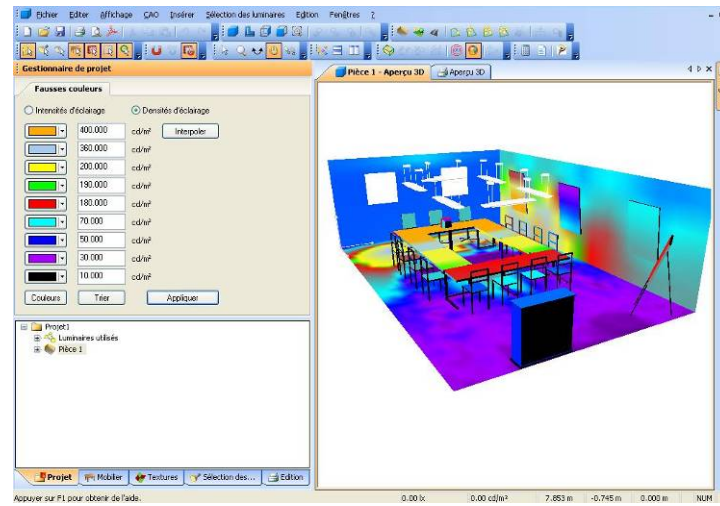 Fichier Editer Affichage CAO Insérer Sélection des luminaires Edition Fenêtres ?
Gestionnaire de projet
Pièce 1 - Aperçu 3D Aperçu 3D
Fausses couleurs
Intensités d'éclairage Densités d'éclairage
400.000 cd/m² Interpoler
360.000 cd/m²
200.000 cd/m²
190.000 cd/m²
180.000 cd/m²
70.000 cd/m²
50.000 cd/m²
30.000 cd/m²
10.000 cd/m²
Couleurs Trier Appliquer
Projet1
Luminaires utilisés
Pièce 1
Projet Mobilier Textures Sélection des... Edition
Appuyer sur F1 pour obtenir de l'aide. 0.00 lx 0.00 cd/m² 7.853 m -0.745 m 0.000 m NUM